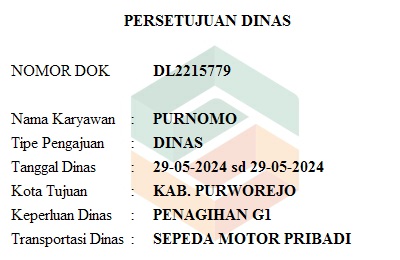 PERSETUJUAN DINAS
NOMOR DOK DL2215779
Nama Karyawan : PURNOMO
Tipe Pengajuan : DINAS
Tanggal Dinas : 29-05-2024 sd 29-05-2024
Kota Tujuan : KAB. PURWOREJO
Keperluan Dinas : PENAGIHAN G1
Transportasi Dinas : SEPEDA MOTOR PRIBADI